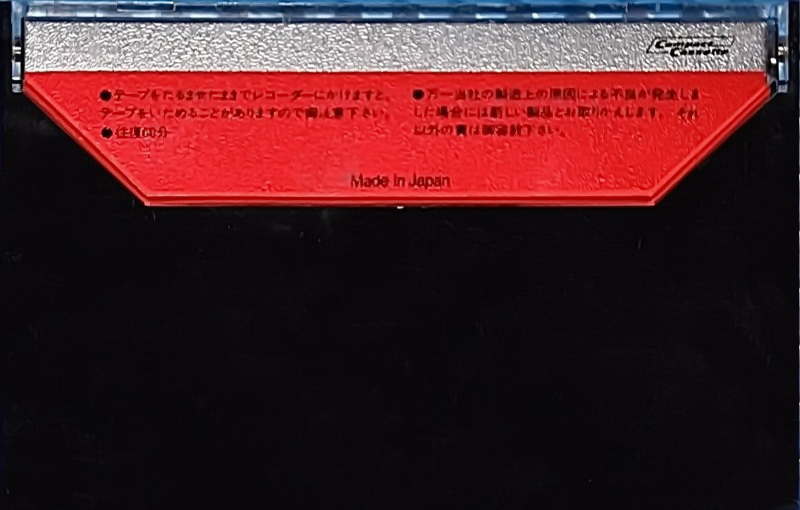 Compact
Cassette
●テープをたるませたままでレコーダーにかけますと、
テープをいためることがありますので御注意下さい。
●往復60分
●万一当社の製造上の原因による不良が発生しま
した場合には新しい製品とお取りかえします。それ
以外の責は御容赦下さい。
Made in Japan